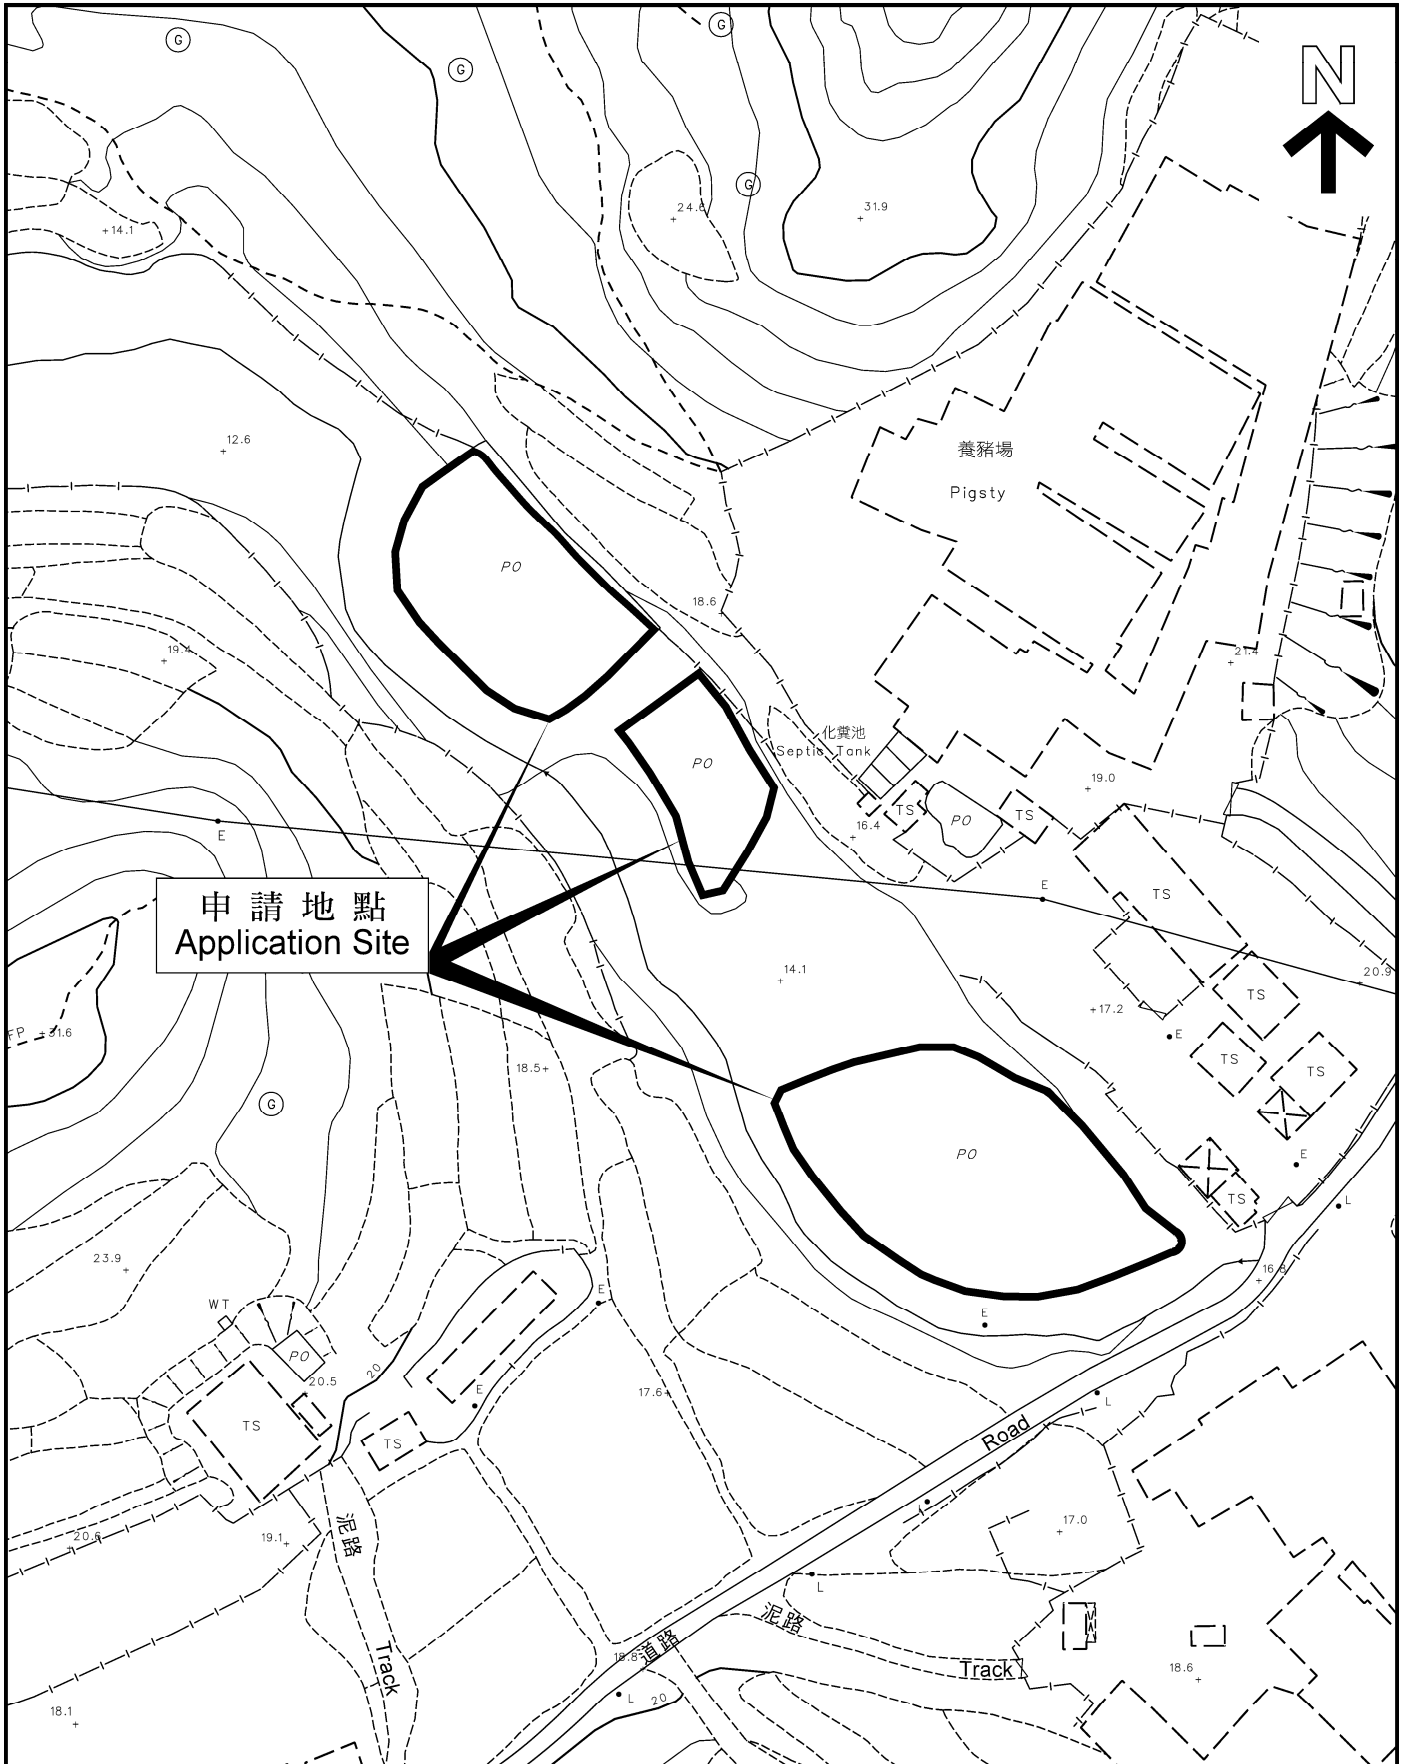 G
G
G
N
G
24.6
31.9
+14.1
12.6
養豬場
Pigsty
PO
18.6
19.4
21.4
化糞池
Septic Tank
PO
19.0
TS
PO
TS
16.4
E
E
TS
申請地點
Application Site
14.1
20.9
TS
+17.2
E
FP
+31.6
18.5+
TS
TS
G
PO
E
TS
L
23.9
16.8
WT
E
E
PO
20
20.5
17.6+
E
L
TS
TS
Road
L
17.0
泥路
20.6
19.1
L
泥路
道路
18.8
Track
Track
18.6
L
20
18.1